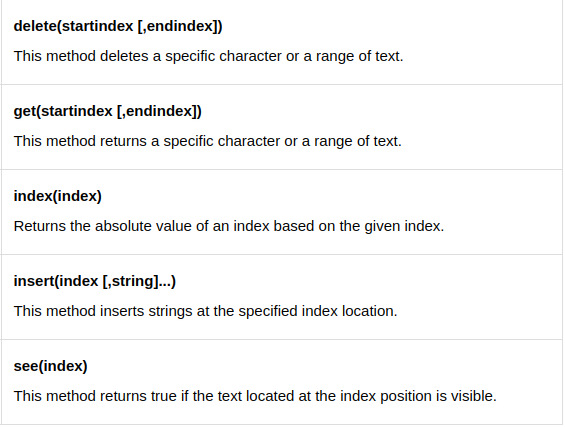 delete(startindex [,endindex])
This method deletes a specific character or a range of text.
get(startindex [,endindex])
This method returns a specific character or a range of text.
index(index)
Returns the absolute value of an index based on the given index.
insert(index [,string]...)
This method inserts strings at the specified index location.
see(index)
This method returns true if the text located at the index position is visible.